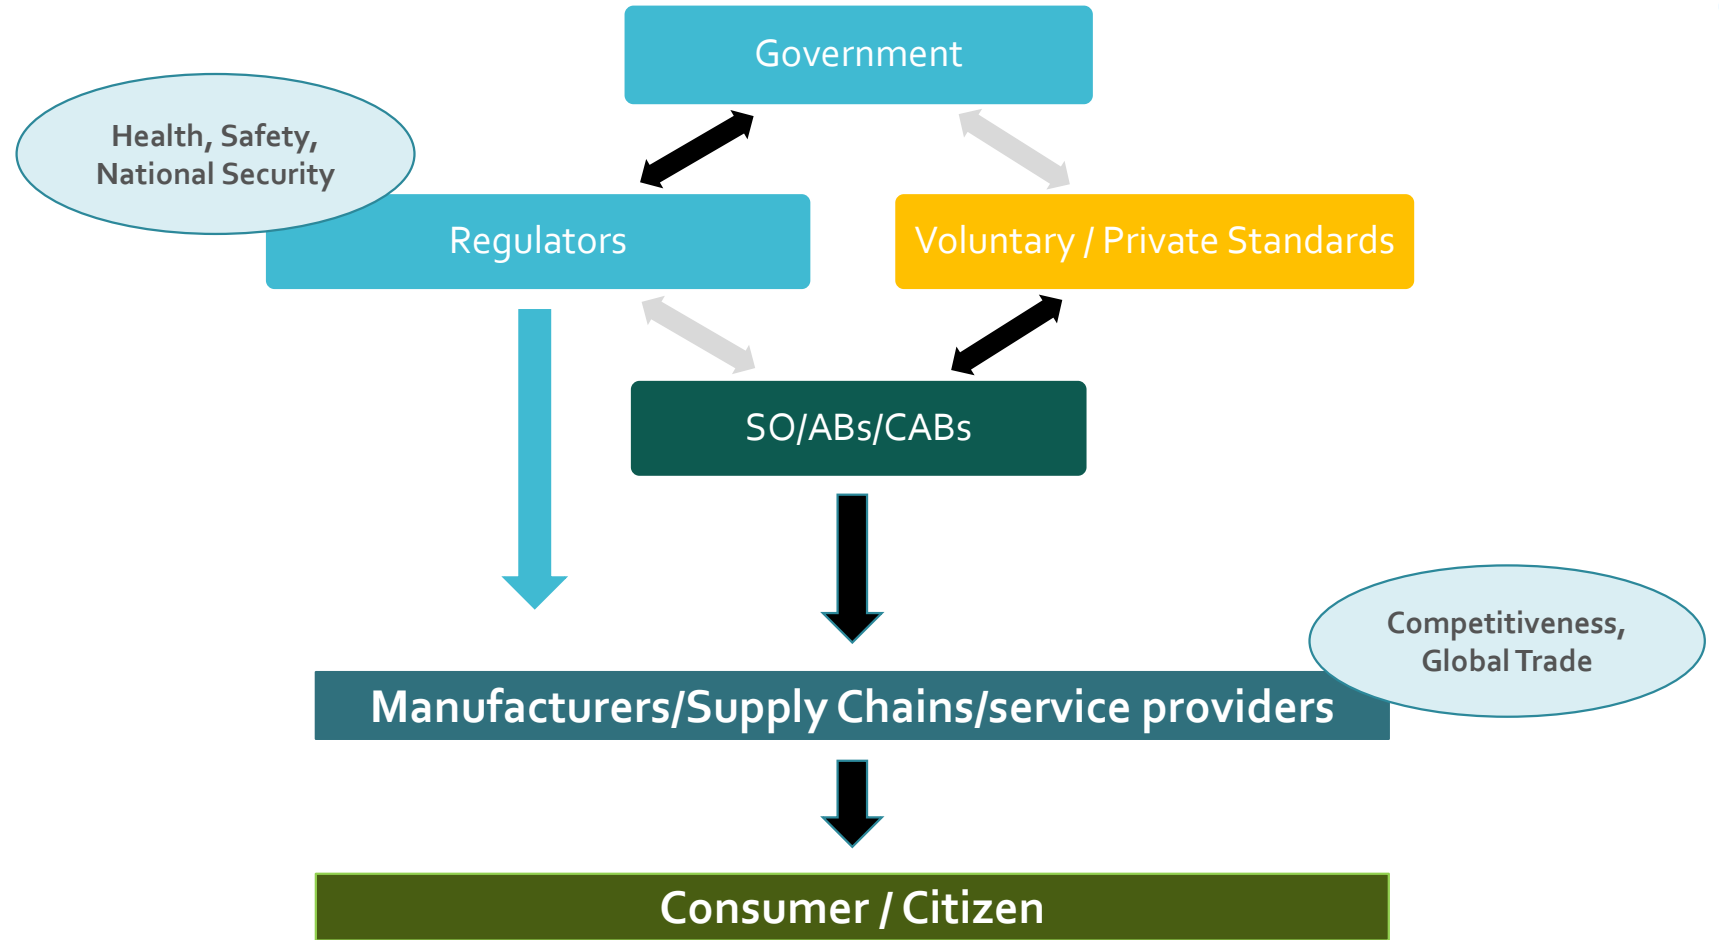 Government
Health, Safety,
National Security
Regulators
Voluntary / Private Standards
SO/ABs/CABs
Competitiveness,
Global Trade
Manufacturers/Supply Chains/service providers
Consumer / Citizen